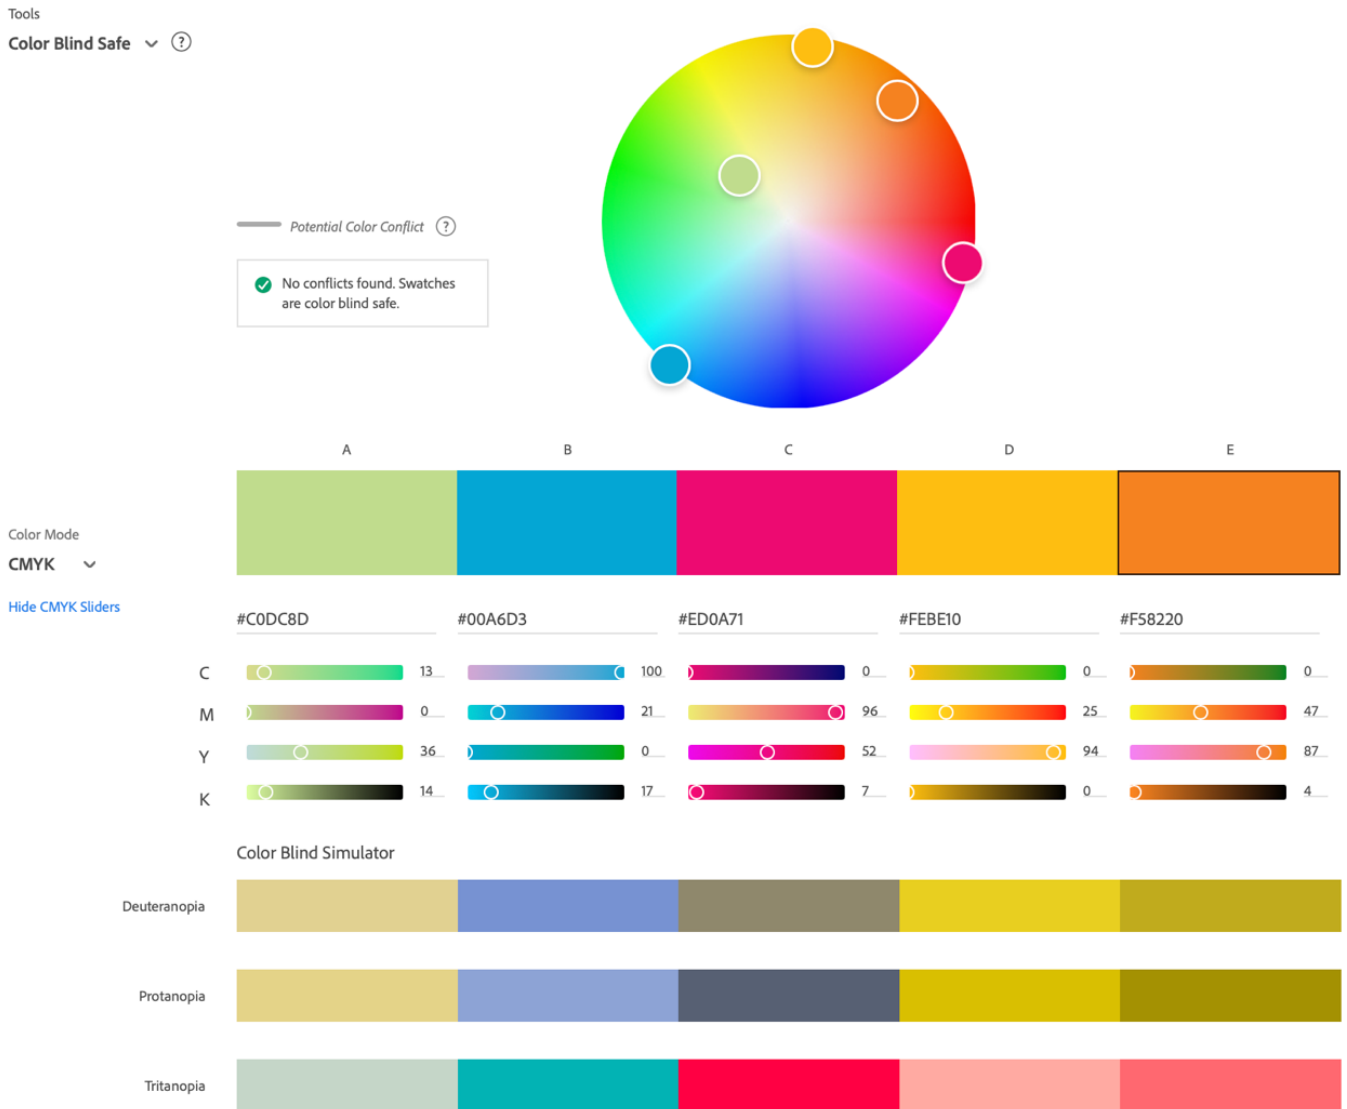 Tools
Color Blind Safe
?
Potential Color Conflict ?
No conflicts found. Swatches
are color blind safe.
A B C D E
Color Mode
CMYK
Hide CMYK Sliders
#C0DC8D #00A6D3 #ED0A71 #FEBE10 #F58220
C 13 100 0 0 0
M 0 21 96 25 47
Y 36 0 52 94 87
K 14 17 7 0 4
Color Blind Simulator
Deuteranopia
Protanopia
Tritanopia